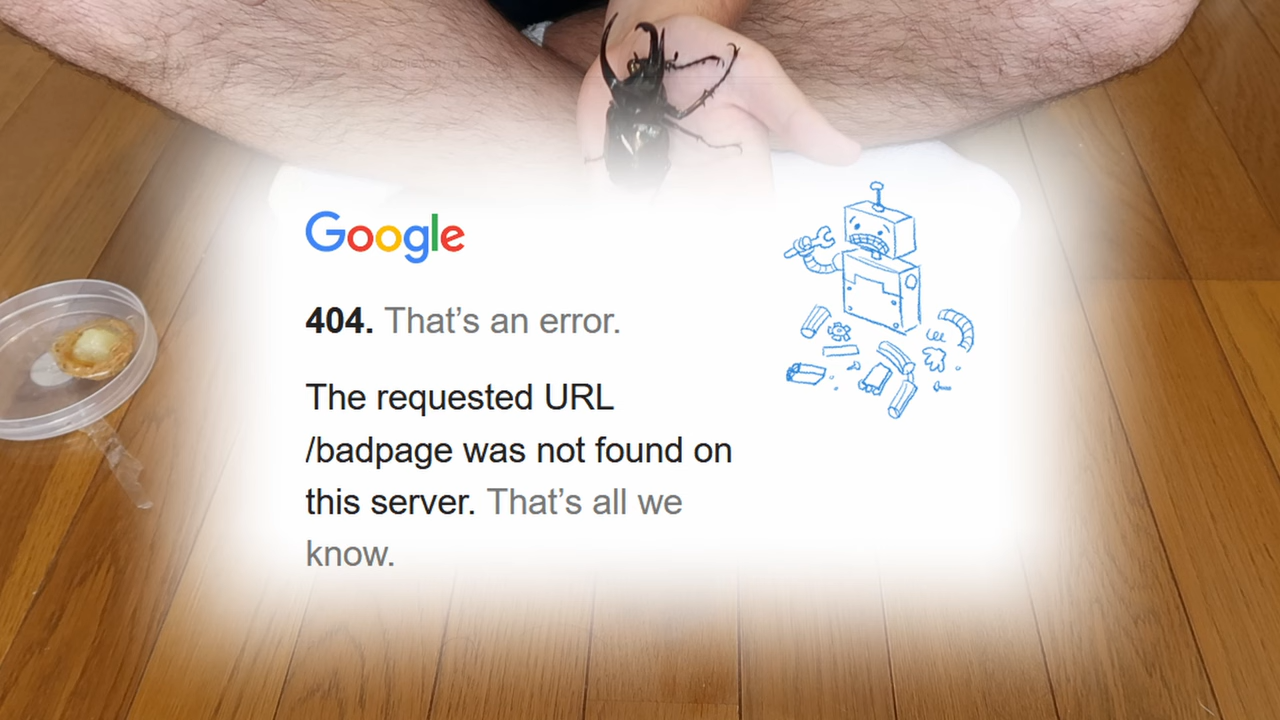 Google
404. That’s an error.
The requested URL
/badpage was not found on
this server. That’s all we
know.